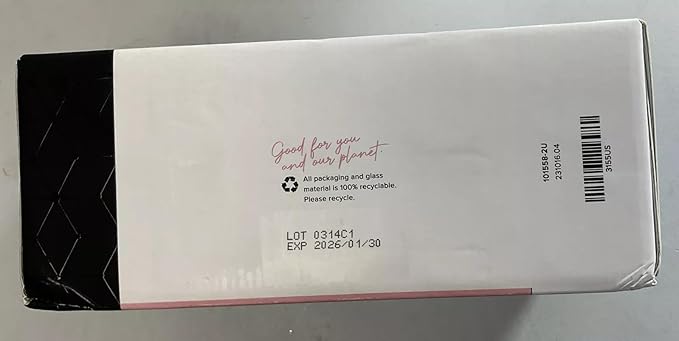 Good for you
and our planet.
All packaging and glass
material is 100% recyclable.
Please recycle.
LOT 0314C1
EXP 2026/01/30
101558-2U
231016.04
3155US